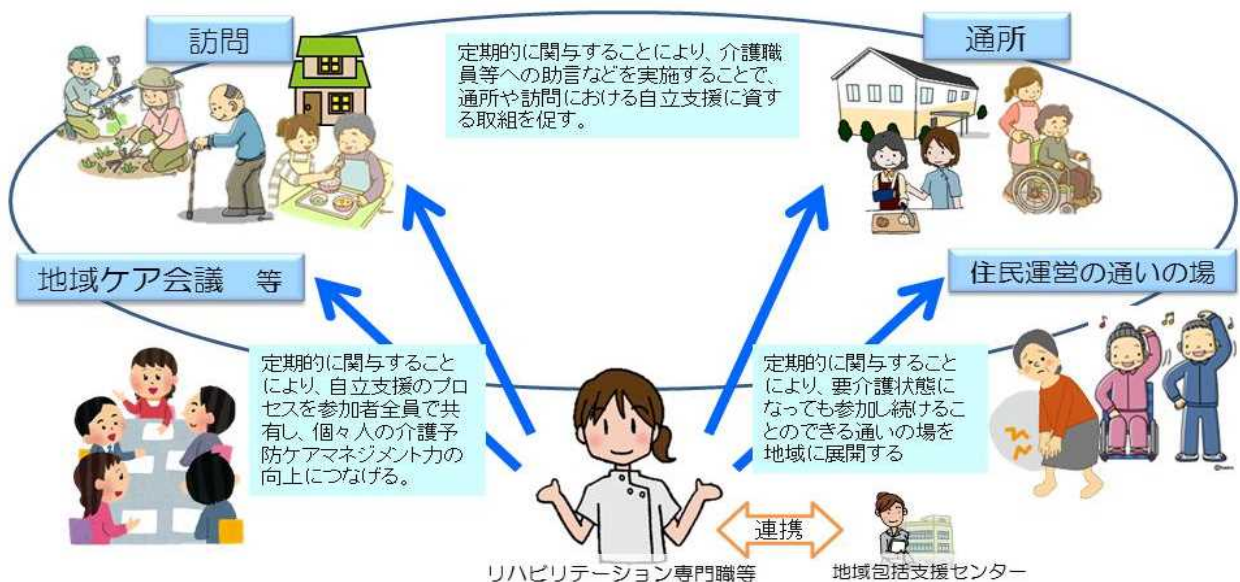 訪問
通所
定期的に関与することにより、介護職
員等への助言などを実施することで、
通所や訪問における自立支援に資す
る取組を促す。
地域ケア会議　等
住民運営の通いの場
定期的に関与すること
により、自立支援のプロ
セスを参加者全員で共
有し、個々人の介護予
防ケアマネジメント力の
向上につなげる。
定期的に関与すること
により、要介護状態に
なっても参加し続けるこ
とのできる通いの場を
地域に展開する
連携
リハビリテーション専門職等
地域包括支援センター